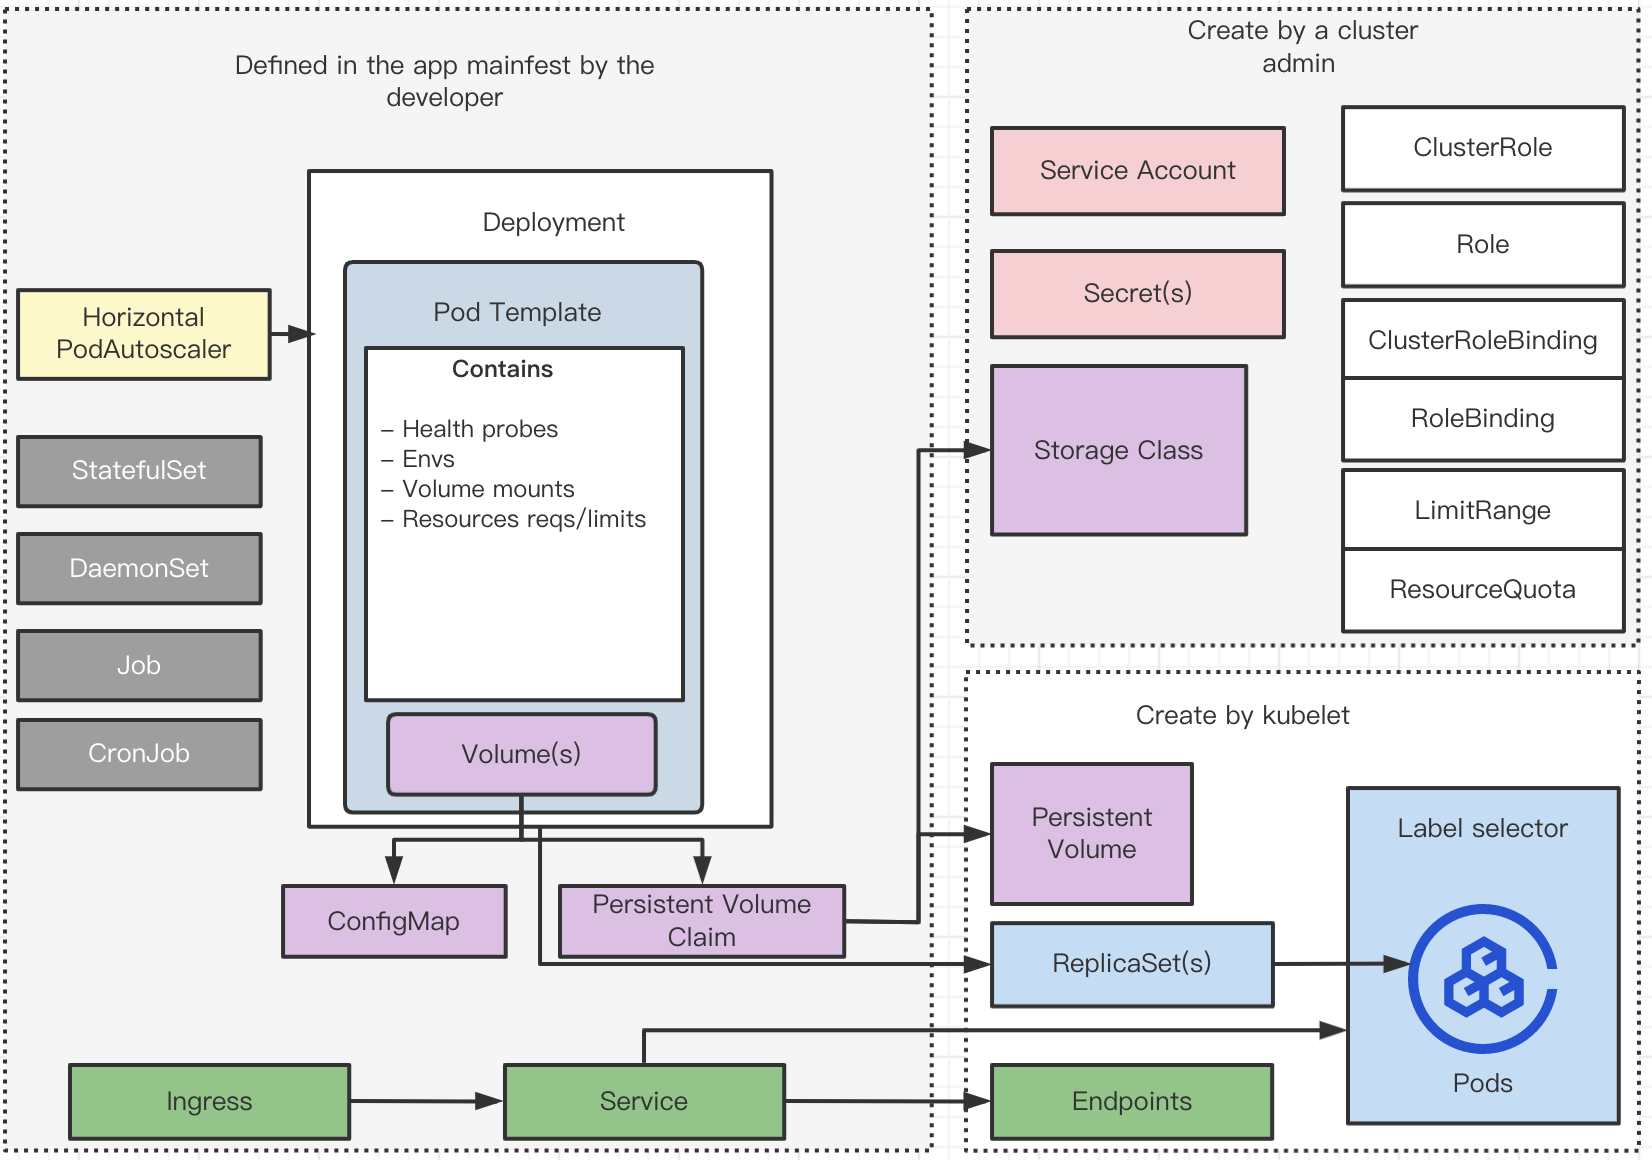 Defined in the app mainfest by the
developer
Deployment
Pod Template
Contains
– Health probes
– Envs
– Volume mounts
– Resources reqs/limits
Volume(s)
Horizontal
PodAutoscaler
StatefulSet
DaemonSet
Job
CronJob
ConfigMap
Persistent Volume
Claim
Ingress
Service
Create by a cluster
admin
Service Account
Secret(s)
Storage Class
ClusterRole
Role
ClusterRoleBinding
RoleBinding
LimitRange
ResourceQuota
Create by kubelet
Persistent
Volume
ReplicaSet(s)
Endpoints
Label selector
Pods